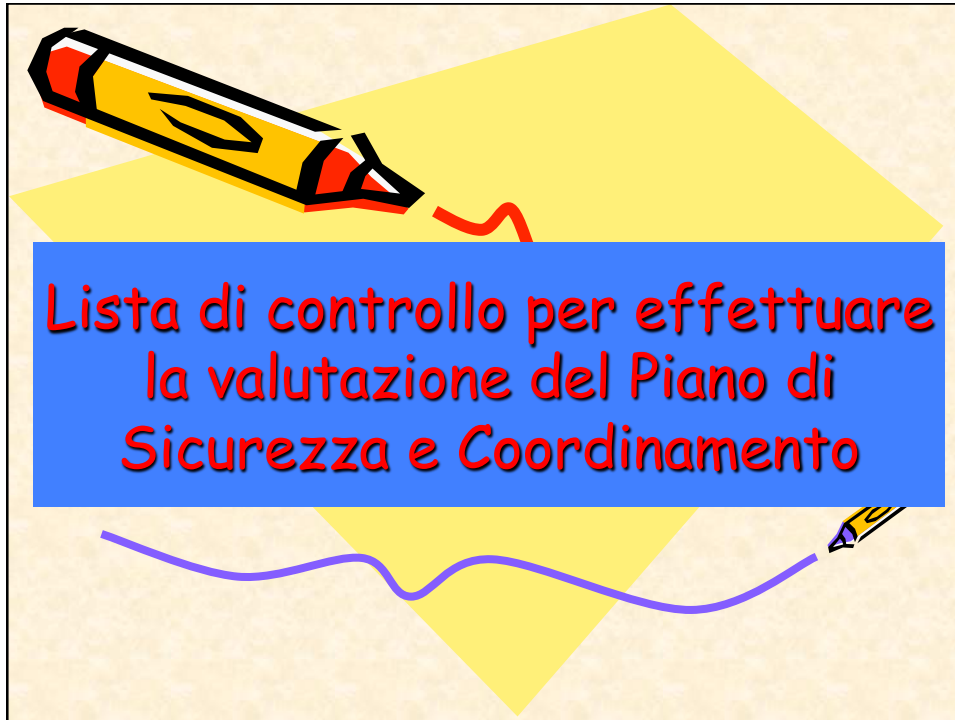 Lista di controllo per effettuare
la valutazione del Piano di
Sicurezza e Coordinamento